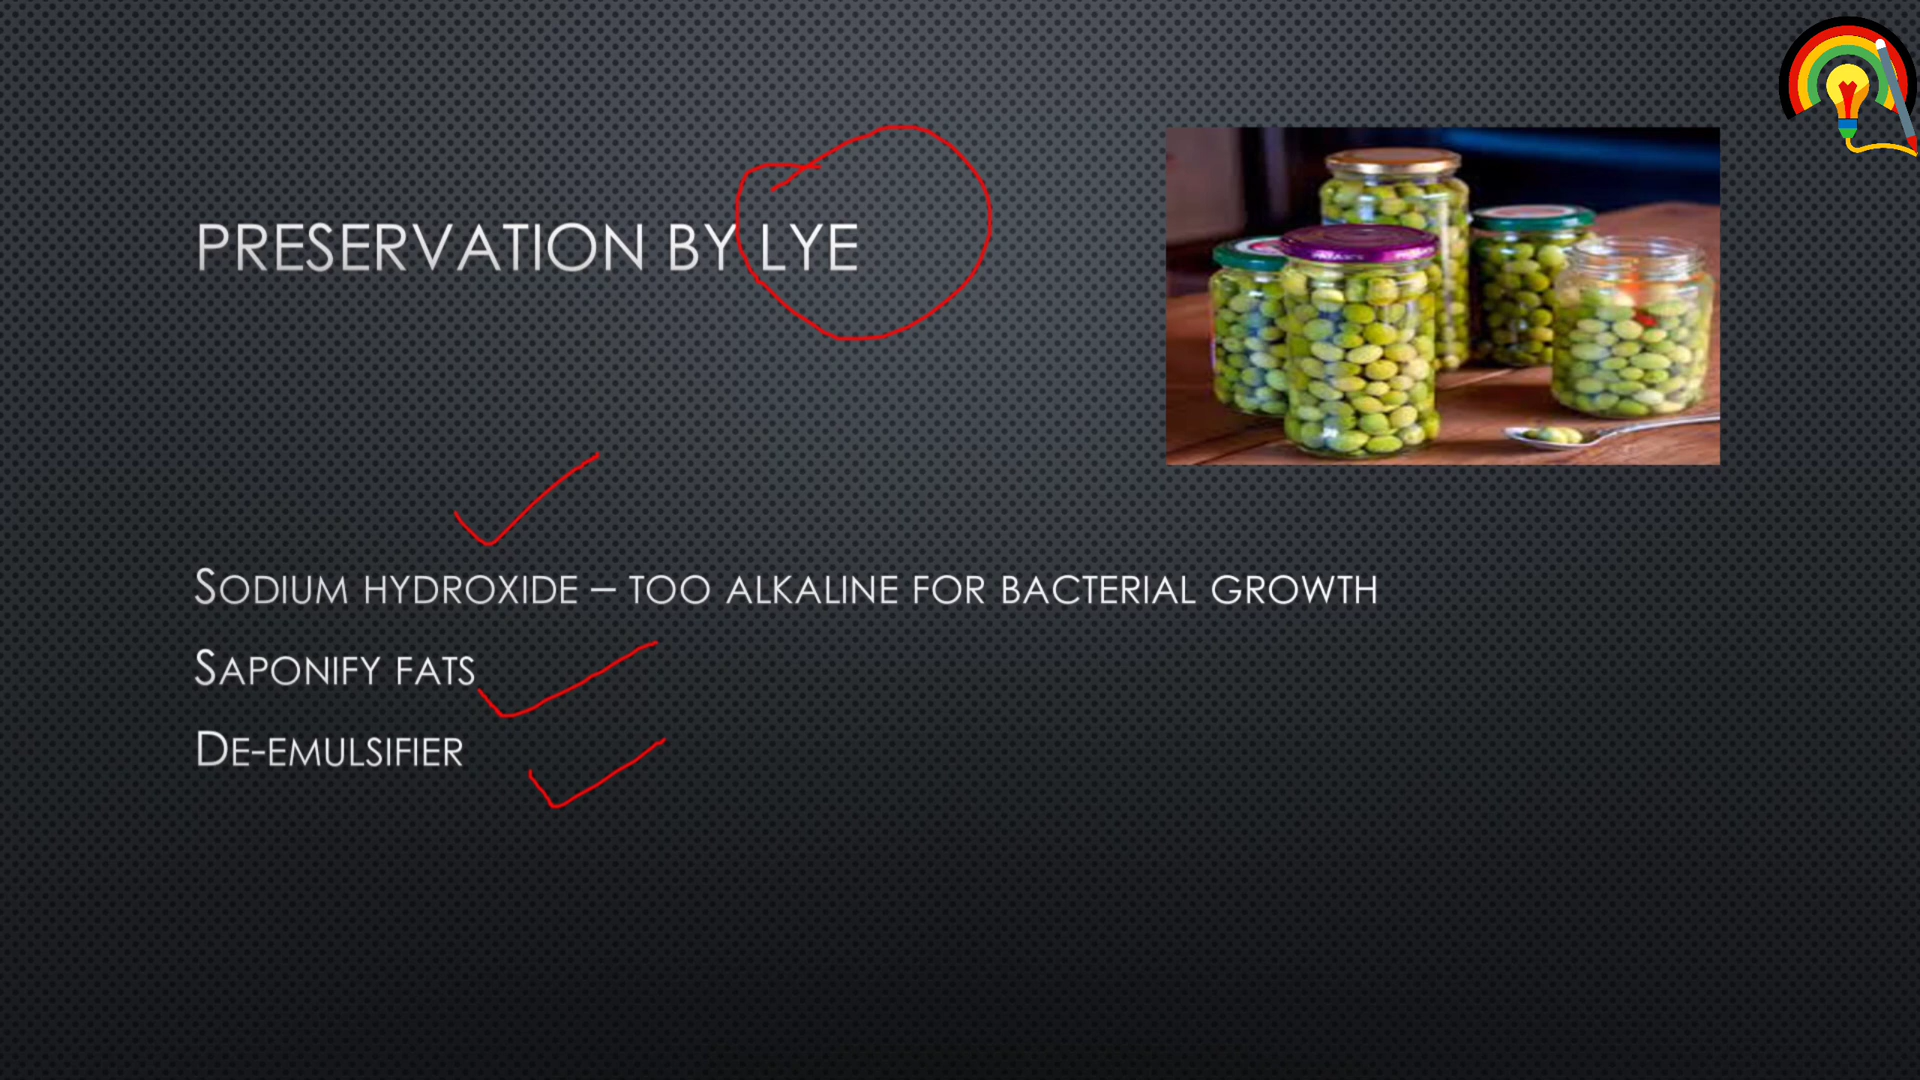 PRESERVATION BY LYE
SODIUM HYDROXIDE – TOO ALKALINE FOR BACTERIAL GROWTH
SAPONIFY FATS
DE-EMULSIFIER